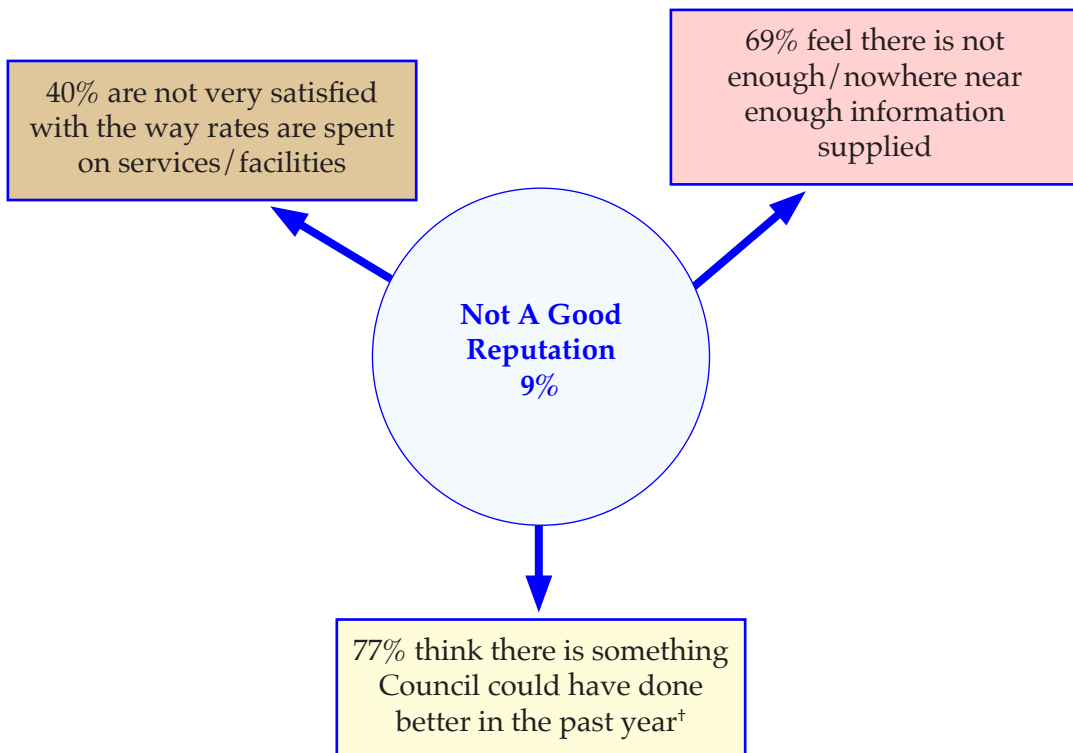 40% are not very satisfied
with the way rates are spent
on services/facilities
69% feel there is not
enough/nowhere near
enough information
supplied
Not A Good
Reputation
9%
77% think there is something
Council could have done
better in the past year†